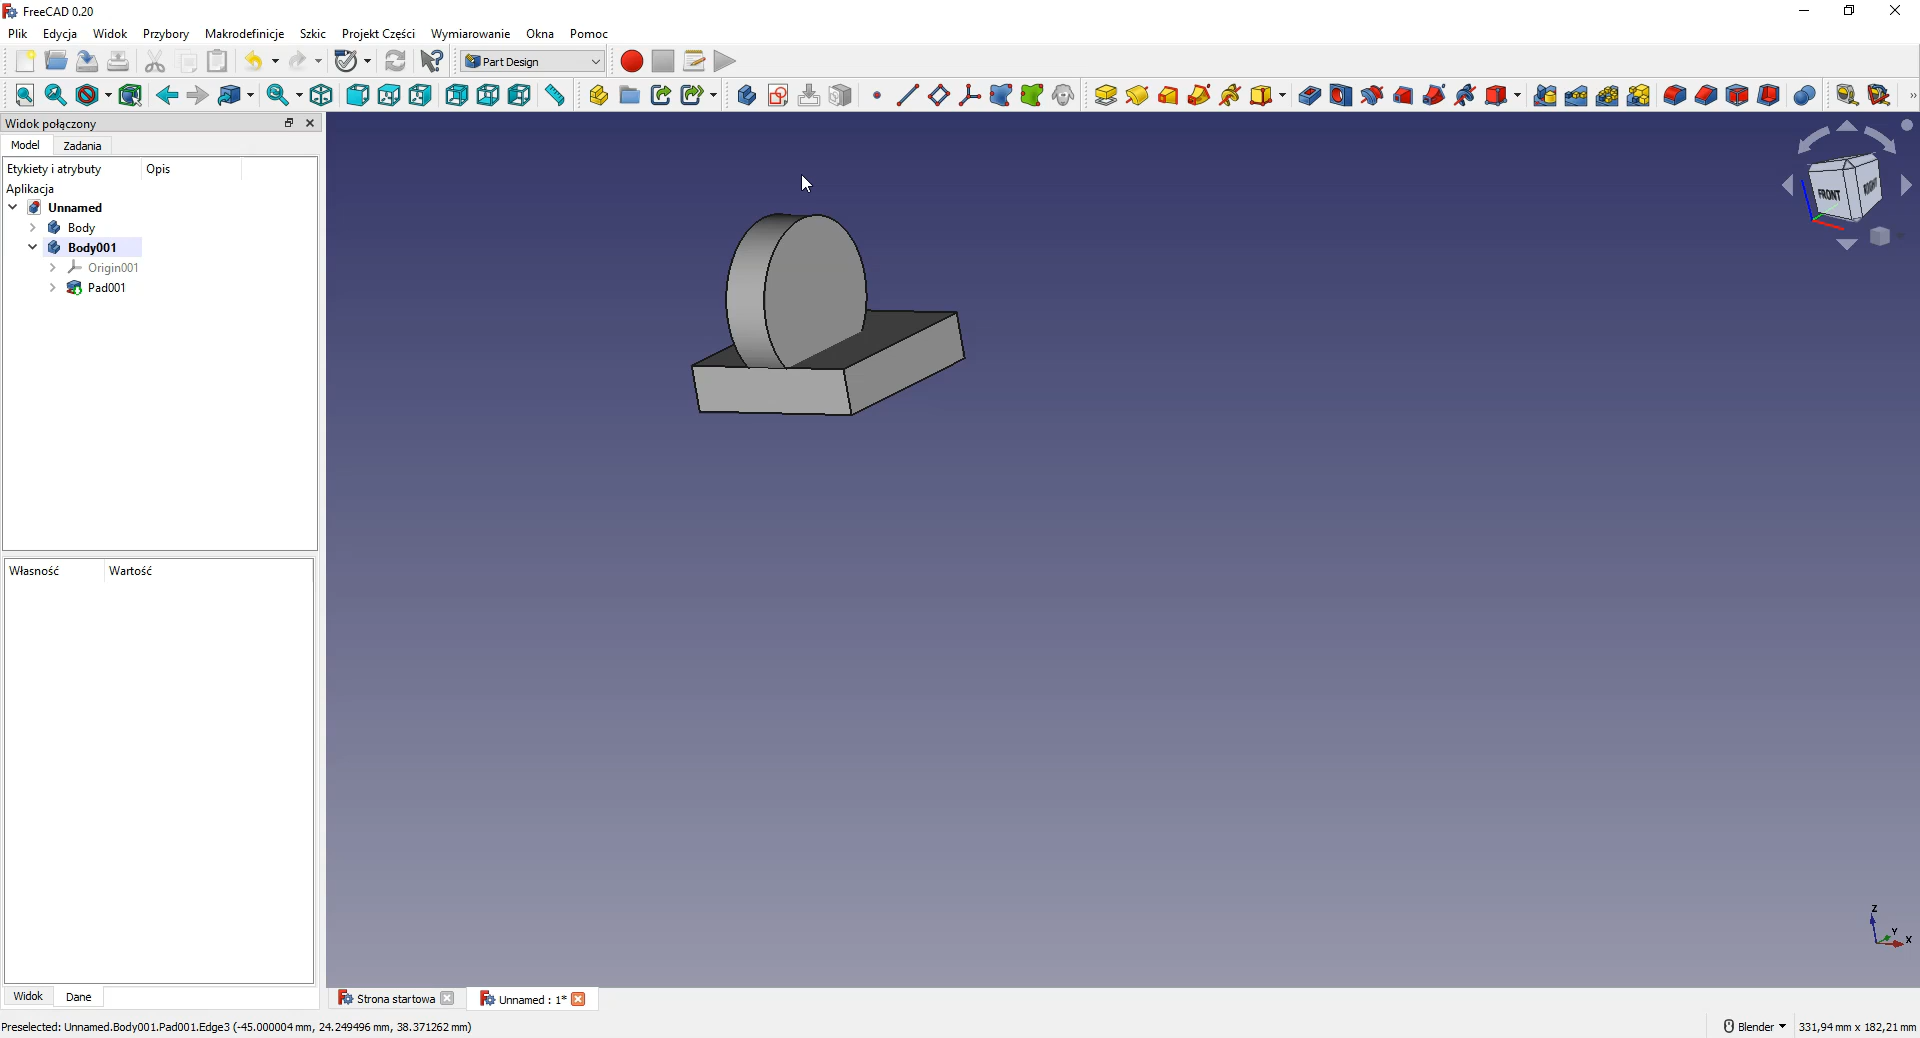 FreeCAD 0.20
Plik Edycja Widok Przybory Makrodefinicje Szkic Projekt Części Wymiarowanie Okna Pomoc
Part Design
Widok połączony
Model Zadania
Etykiety i atrybuty Opis
Aplikacja
Unnamed
Body
Body001
Origin001
Pad001
FRONT RIGHT
Własność Wartość
Z
Y
X
Widok Dane
Strona startowa Unnamed : 1*
Preselected: Unnamed.Body001.Pad001.Edge3 (-45.000004 mm, 24.249496 mm, 38.371262 mm)
Blender 331,94 mm x 182,21 mm